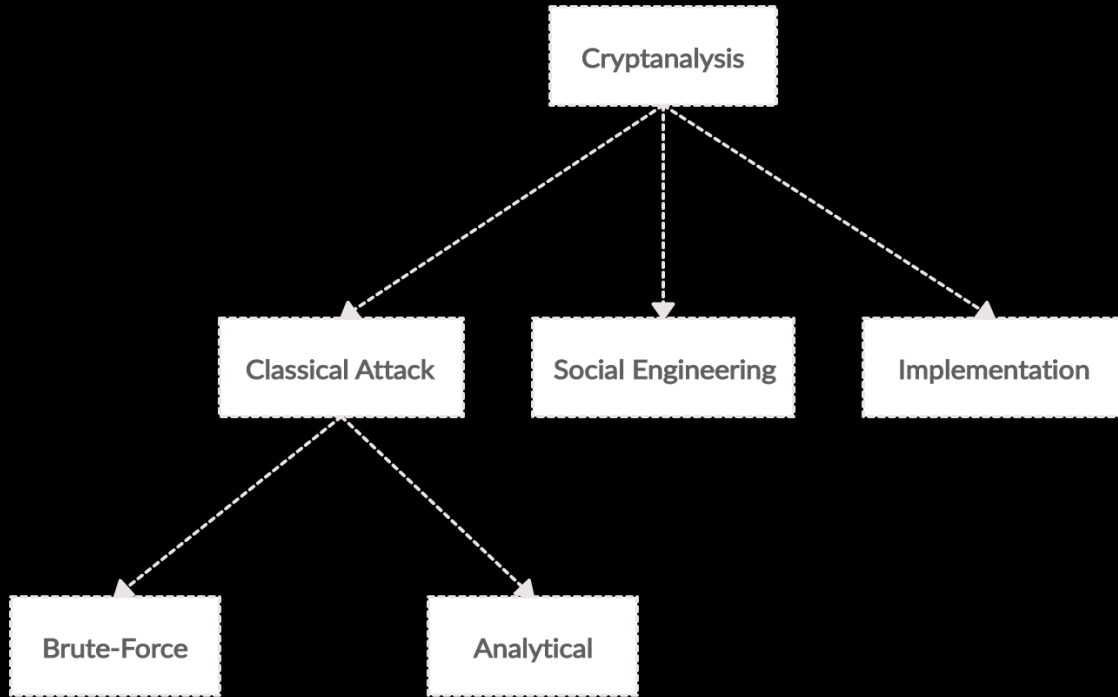 Cryptanalysis
Classical Attack
Social Engineering
Implementation
Brute-Force
Analytical